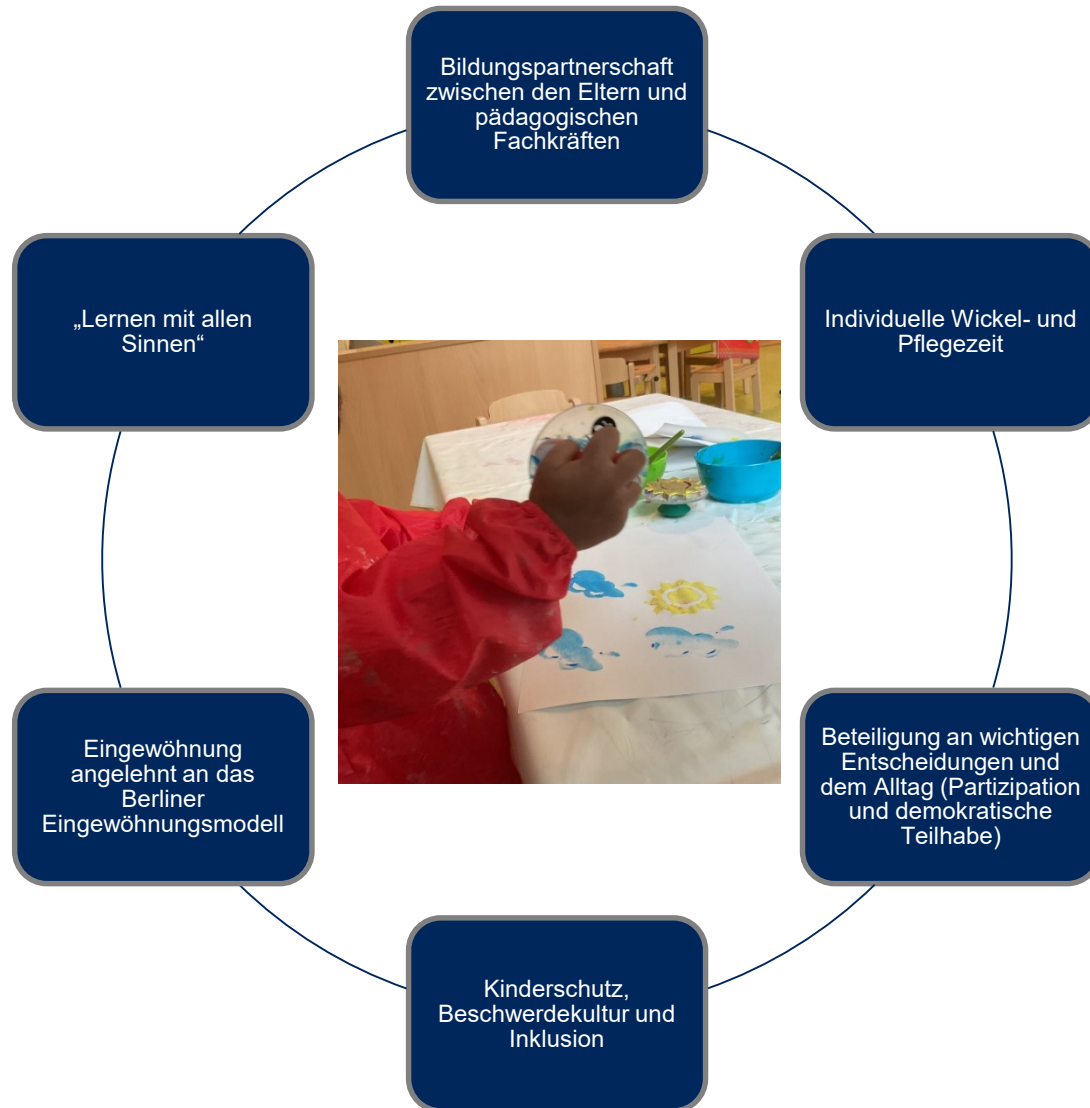 Bildungspartnerschaft
zwischen den Eltern und
pädagogischen
Fachkräften
Individuelle Wickel- und
Pflegezeit
Beteiligung an wichtigen
Entscheidungen und
dem Alltag (Partizipation
und demokratische
Teilhabe)
Kinderschutz,
Beschwerdekultur und
Inklusion
Eingewöhnung
angelehnt an das
Berliner
Eingewöhnungsmodell
„Lernen mit allen
Sinnen“